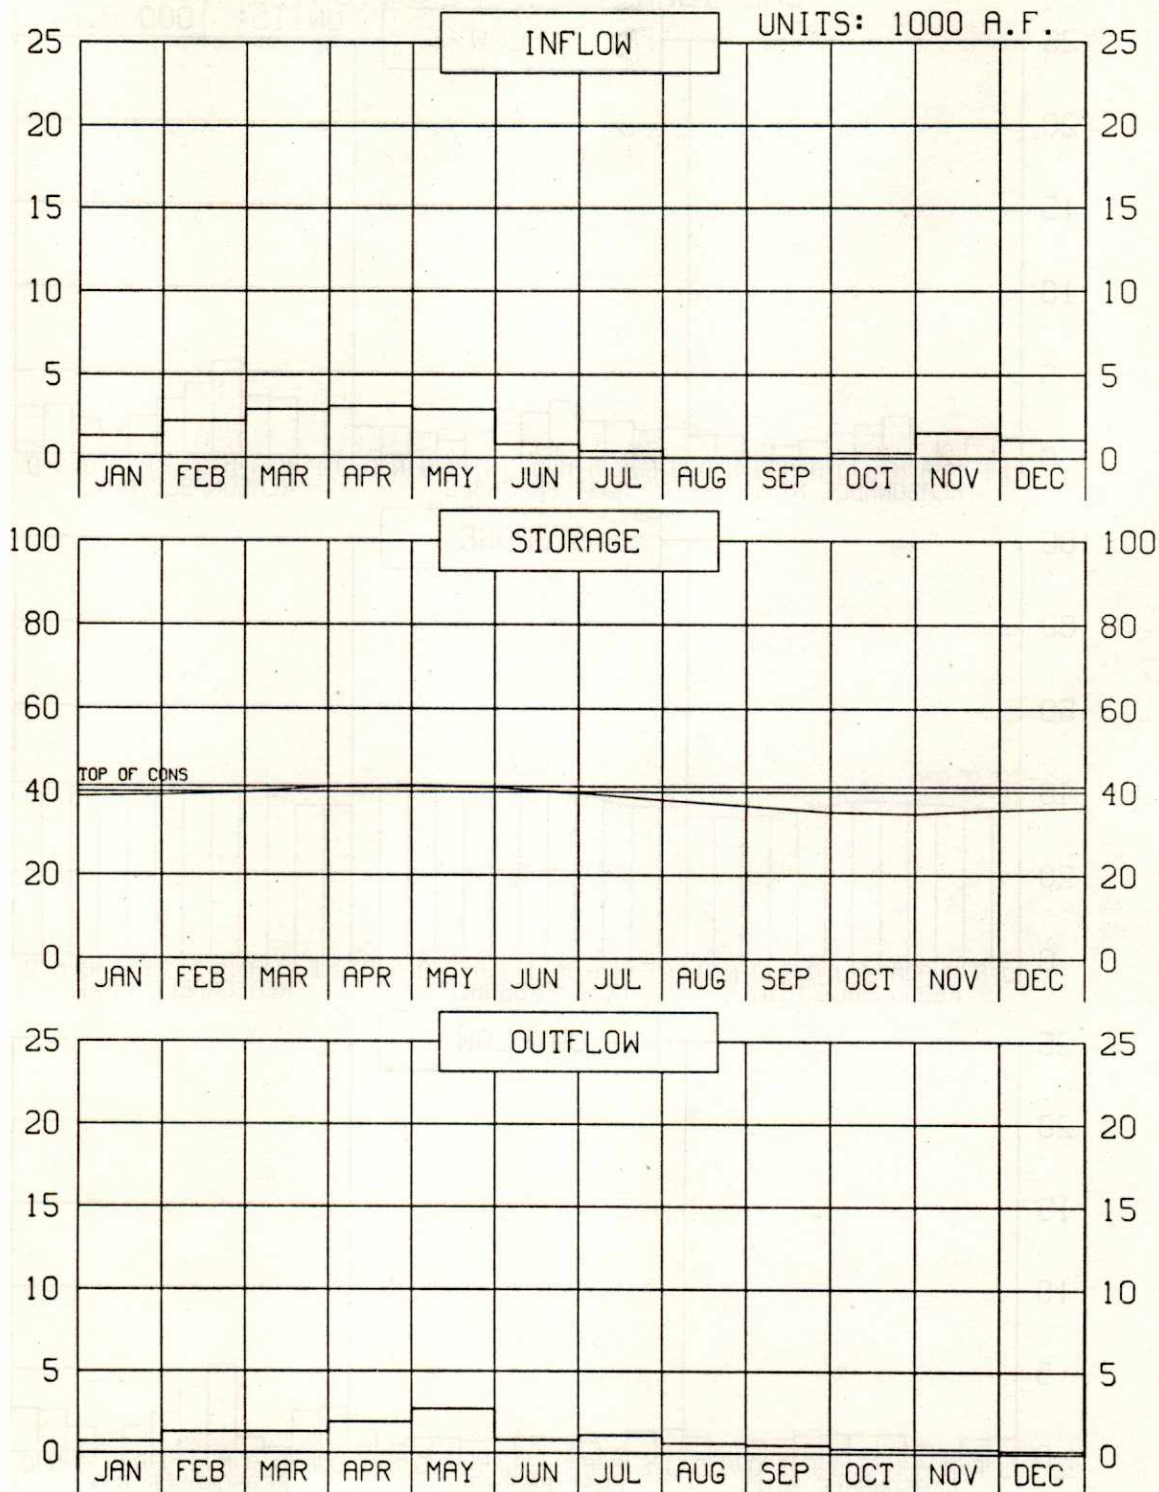 UNITS: 1000 A.F.
INFLOW
25 25
20 20
15 15
10 10
5 5
0 0
JAN FEB MAR APR MAY JUN JUL AUG SEP OCT NOV DEC
STORAGE
100 100
80 80
60 60
TOP OF CONS
40 40
20 20
0 0
JAN FEB MAR APR MAY JUN JUL AUG SEP OCT NOV DEC
OUTFLOW
25 25
20 20
15 15
10 10
5 5
0 0
JAN FEB MAR APR MAY JUN JUL AUG SEP OCT NOV DEC